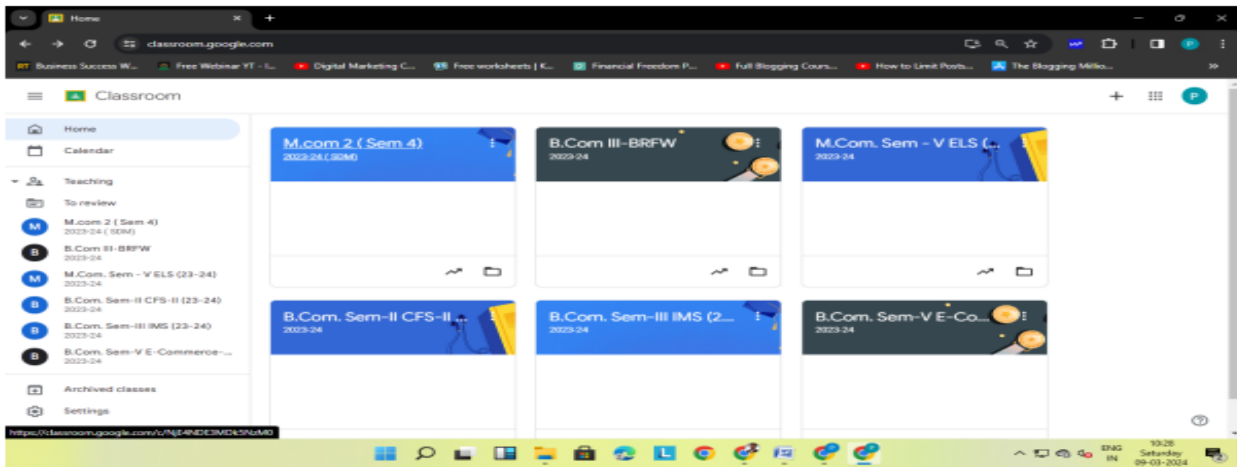 Home
classroom.google.com
Business Success W...
Free Webinar YT - L...
Digital Marketing C...
Free worksheets | K...
Financial Freedom P...
Full Blogging Cours...
How to Limit Posts...
The Blogging Millio...
Classroom
P
Home
Calendar
Teaching
To review
M
M.com 2 ( Sem 4)
2023-24 ( SDM)
B
B.Com III-BRFW
2023-24
M
M.Com. Sem - V ELS (23-24)
2023-24
B
B.Com. Sem-II CFS-II (23-24)
2023-24
B
B.Com. Sem-III IMS (23-24)
2023-24
B
B.Com. Sem-V E-Commerce-...
2023-24
Archived classes
Settings
M.com 2 ( Sem 4)
2023-24 ( SDM)
B.Com III-BRFW
2023-24
M.Com. Sem - V ELS (...
2023-24
B.Com. Sem-II CFS-II ...
2023-24
B.Com. Sem-III IMS (2...
2023-24
B.Com. Sem-V E-Co...
2023-24
ENG
IN
10:28
Saturday
09-03-2024